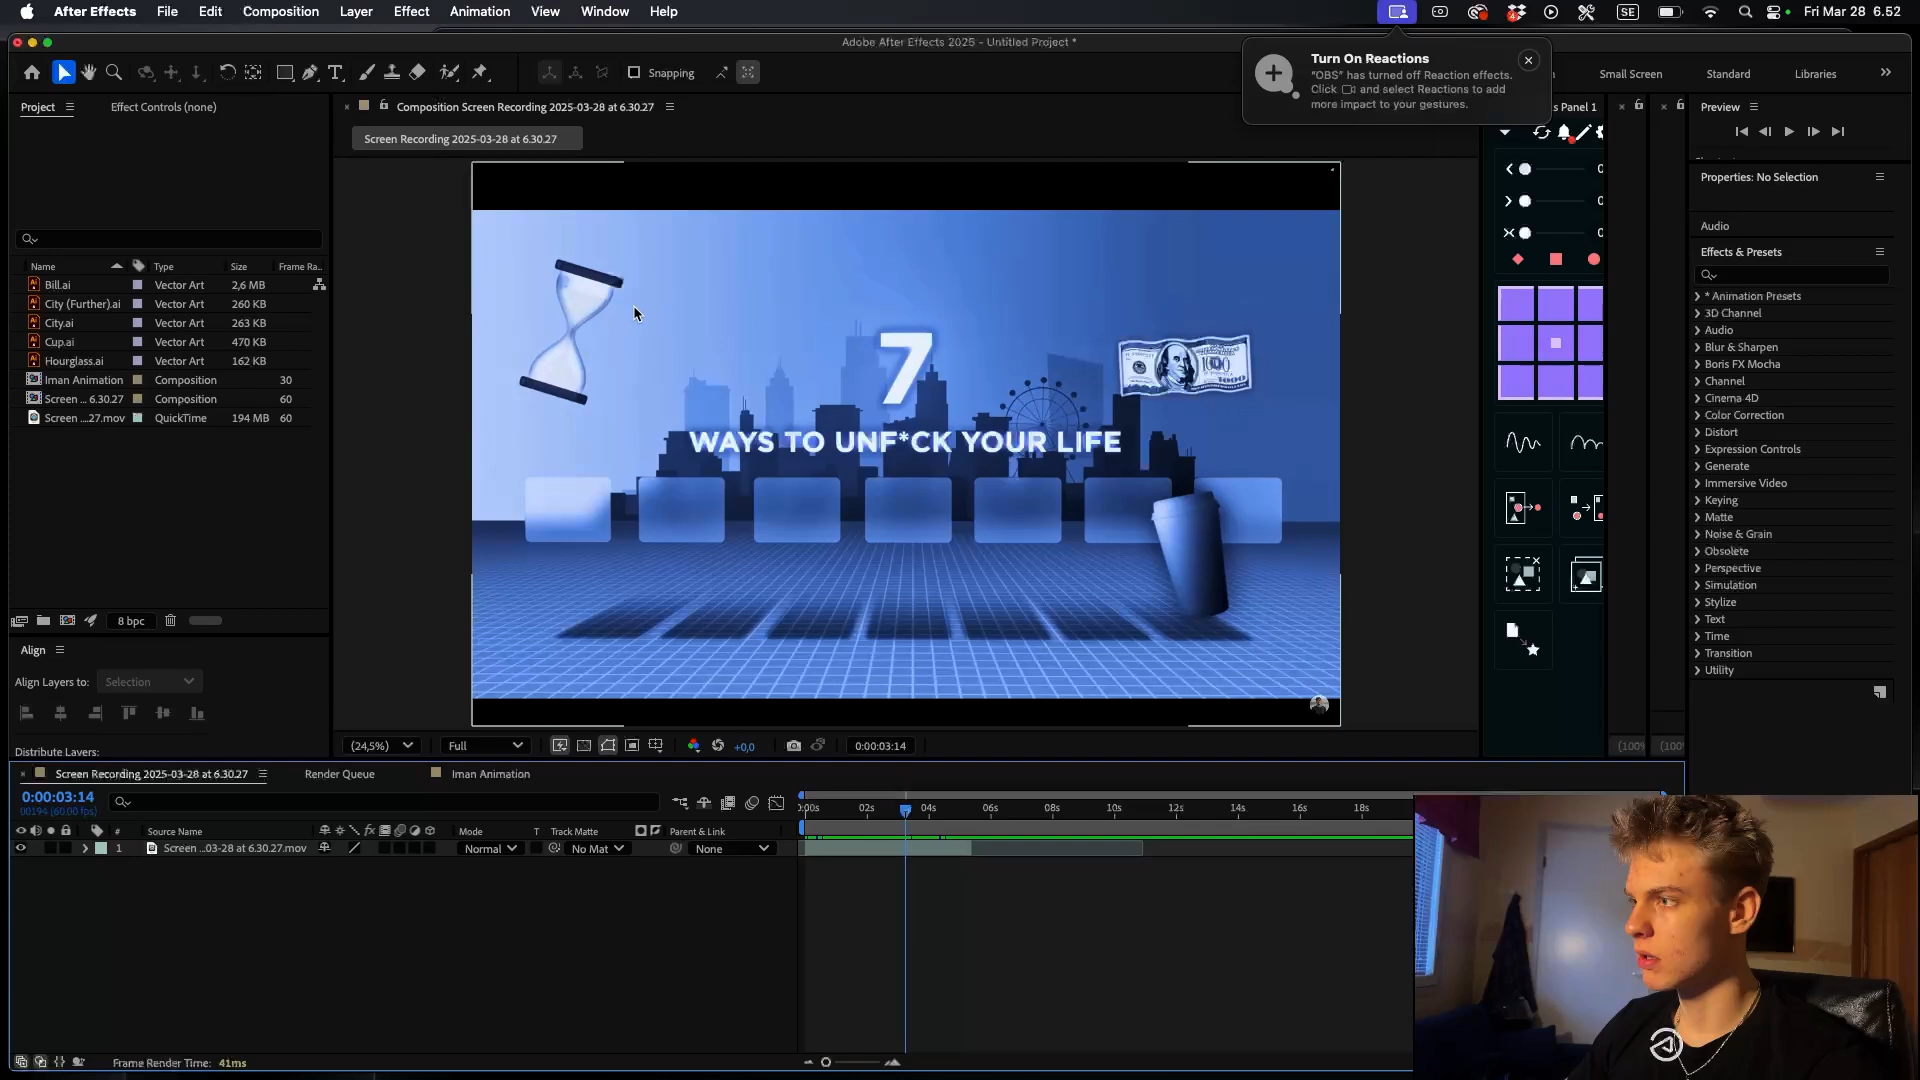 After Effects File Edit Composition Layer Effect Animation View Window Help SE Fri Mar 28 6.52
Adobe After Effects 2025 - Untitled Project *
Snapping
Small Screen Standard Libraries
Turn On Reactions
"OBS" has turned off Reaction effects.
Click and select Reactions to add
more impact to your gestures.
Project Effect Controls (none)
Composition Screen Recording 2025-03-28 at 6.30.27
s Panel 1
Preview
Screen Recording 2025-03-28 at 6.30.27
Properties: No Selection
Audio
Effects & Presets
Name Type Size Frame Ra..
Bill.ai Vector Art 2,6 MB
City (Further).ai Vector Art 260 KB
City.ai Vector Art 263 KB
Cup.ai Vector Art 470 KB
Hourglass.ai Vector Art 162 KB
Iman Animation Composition 30
Screen ... 6.30.27 Composition 60
Screen ....27.mov QuickTime 194 MB 60
8 bpc
Align
Align Layers to: Selection
Distribute Layers:
7
WAYS TO UNF*CK YOUR LIFE
1000
1000
* Animation Presets
3D Channel
Audio
Blur & Sharpen
Boris FX Mocha
Channel
Cinema 4D
Color Correction
Distort
Expression Controls
Generate
Immersive Video
Keying
Matte
Noise & Grain
Obsolete
Perspective
Simulation
Stylize
Text
Time
Transition
Utility
(24,5%) Full +0,0 0:00:03:14
(100% (100%
Screen Recording 2025-03-28 at 6.30.27 Render Queue Iman Animation
0:00:03:14
00194 (60.00 fps)
0:00s 02s 04s 06s 08s 10s 12s 14s 16s 18s
# Source Name Mode T Track Matte Parent & Link
1 Screen ...03-28 at 6.30.27.mov Normal No Mat None
Frame Render Time: 41ms